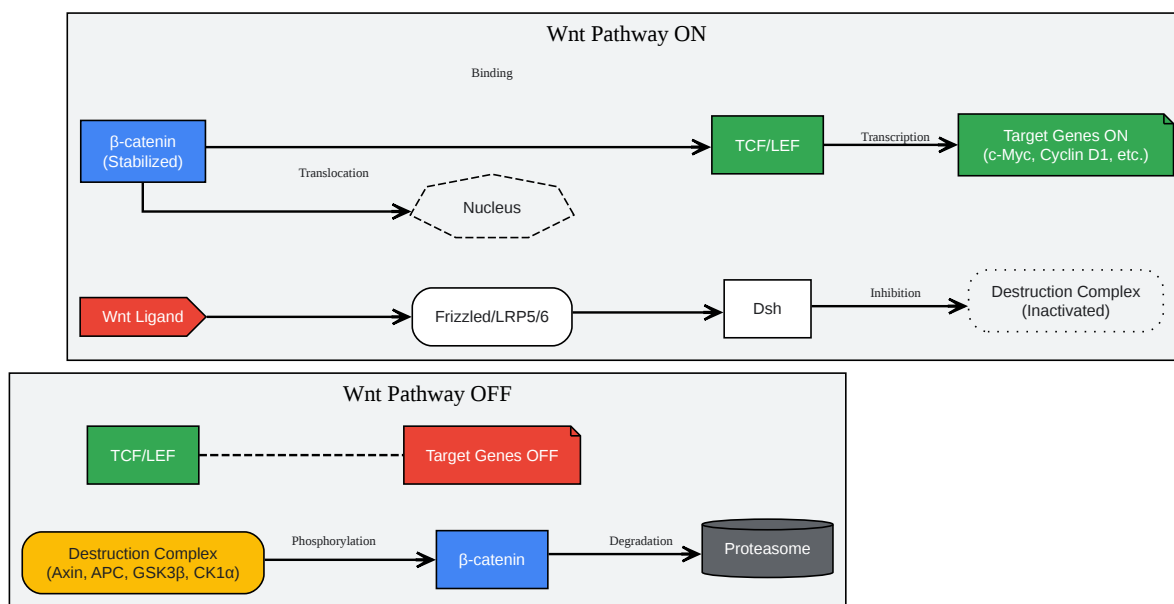 Wnt Pathway ON
Binding
β-catenin
(Stabilized)
TCF/LEF
Transcription
Target Genes ON
(c-Myc, Cyclin D1, etc.)
Translocation
Nucleus
Wnt Ligand
Frizzled/LRP5/6
Dsh
Inhibition
Destruction Complex
(Inactivated)
Wnt Pathway OFF
TCF/LEF
Target Genes OFF
Destruction Complex
(Axin, APC, GSK3β, CK1α)
Phosphorylation
β-catenin
Degradation
Proteasome